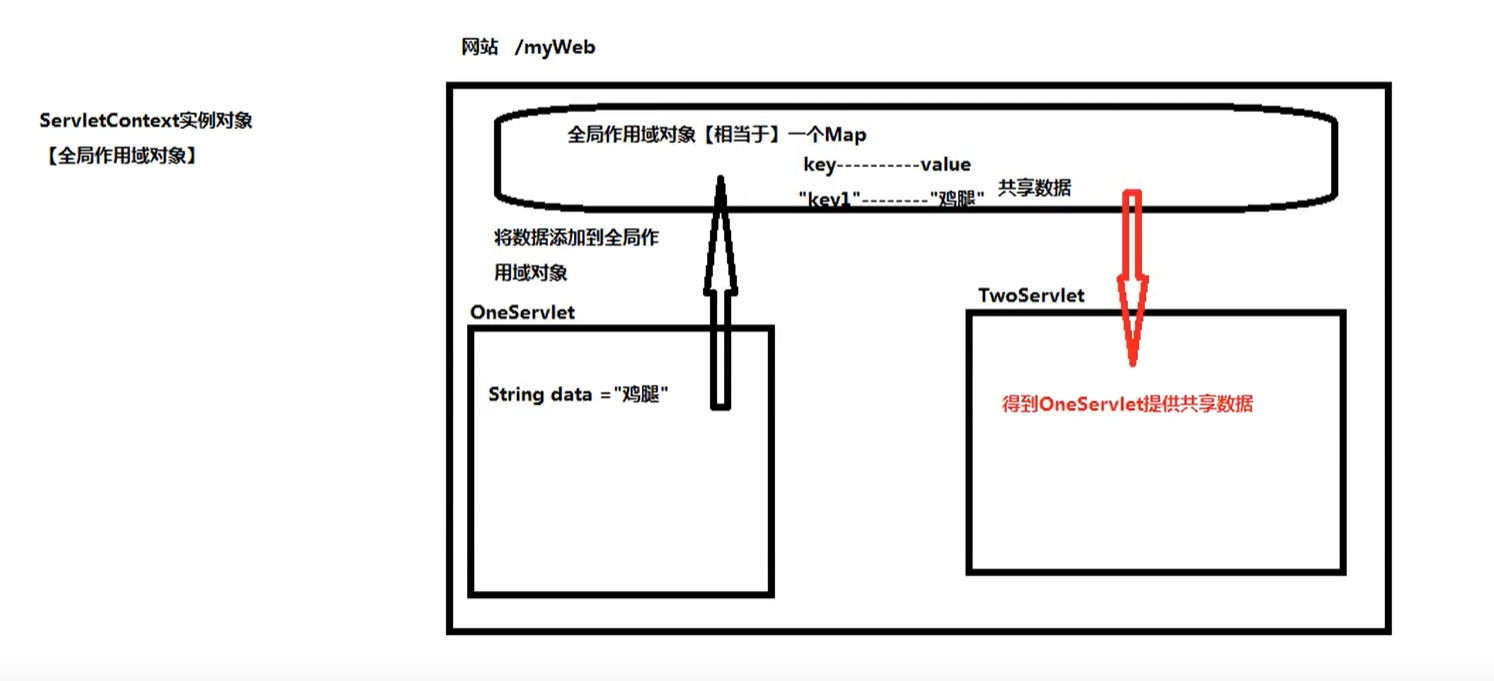 网站 /myWeb
ServletContext实例对象
【全局作用域对象】
全局作用域对象【相当于】一个Map
key----------value
"key1"--------"鸡腿" 共享数据
将数据添加到全局作
用域对象
OneServlet
String data ="鸡腿"
TwoServlet
得到OneServlet提供共享数据